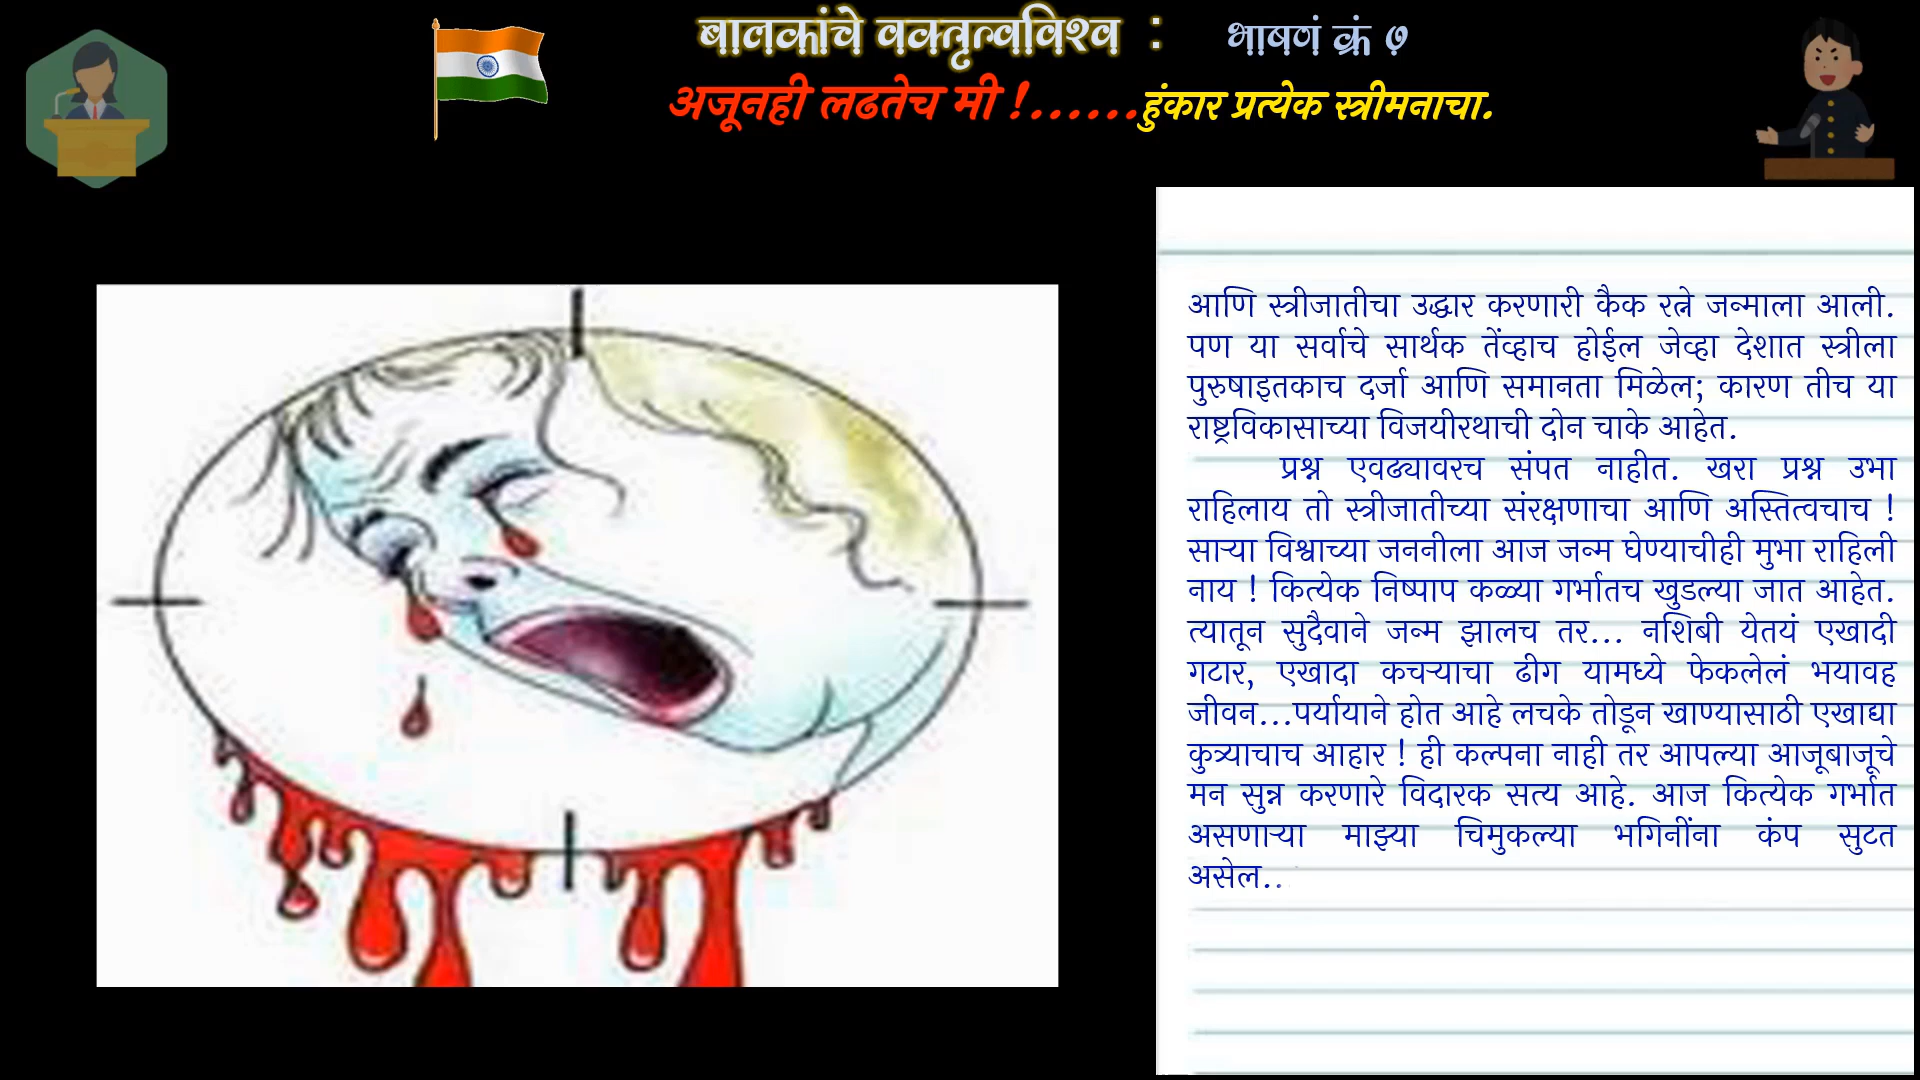 बालकांचे वक्तृत्वविश्व : भाषणं क्रं ७
अजूनही लढतेच मी !......हुंकार प्रत्येक स्त्रीमनाचा.
आणि स्त्रीजातीचा उद्धार करणारी कैक रत्ने जन्माला आली.
पण या सर्वाचे सार्थक तेंव्हाच होईल जेव्हा देशात स्त्रीला
पुरुषाइतकाच दर्जा आणि समानता मिळेल; कारण तीच या
राष्ट्रविकासाच्या विजयीरथाची दोन चाके आहेत.
प्रश्न एवढ्यावरच संपत नाहीत. खरा प्रश्न उभा
राहिलाय तो स्त्रीजातीच्या संरक्षणाचा आणि अस्तित्वचाच !
साऱ्या विश्वाच्या जननीला आज जन्म घेण्याचीही मुभा राहिली
नाय ! कित्येक निष्पाप कळ्या गर्भातच खुडल्या जात आहेत.
त्यातून सुदैवाने जन्म झालच तर... नशिबी येतयं एखादी
गटार, एखादा कचऱ्याचा ढीग यामध्ये फेकलेलं भयावह
जीवन...पर्यायाने होत आहे लचके तोडून खाण्यासाठी एखाद्या
कुत्र्याचाच आहार ! ही कल्पना नाही तर आपल्या आजूबाजूचे
मन सुन्न करणारे विदारक सत्य आहे. आज कित्येक गर्भात
असणाऱ्या माझ्या चिमुकल्या भगिनींना कंप सुटत
असेल..